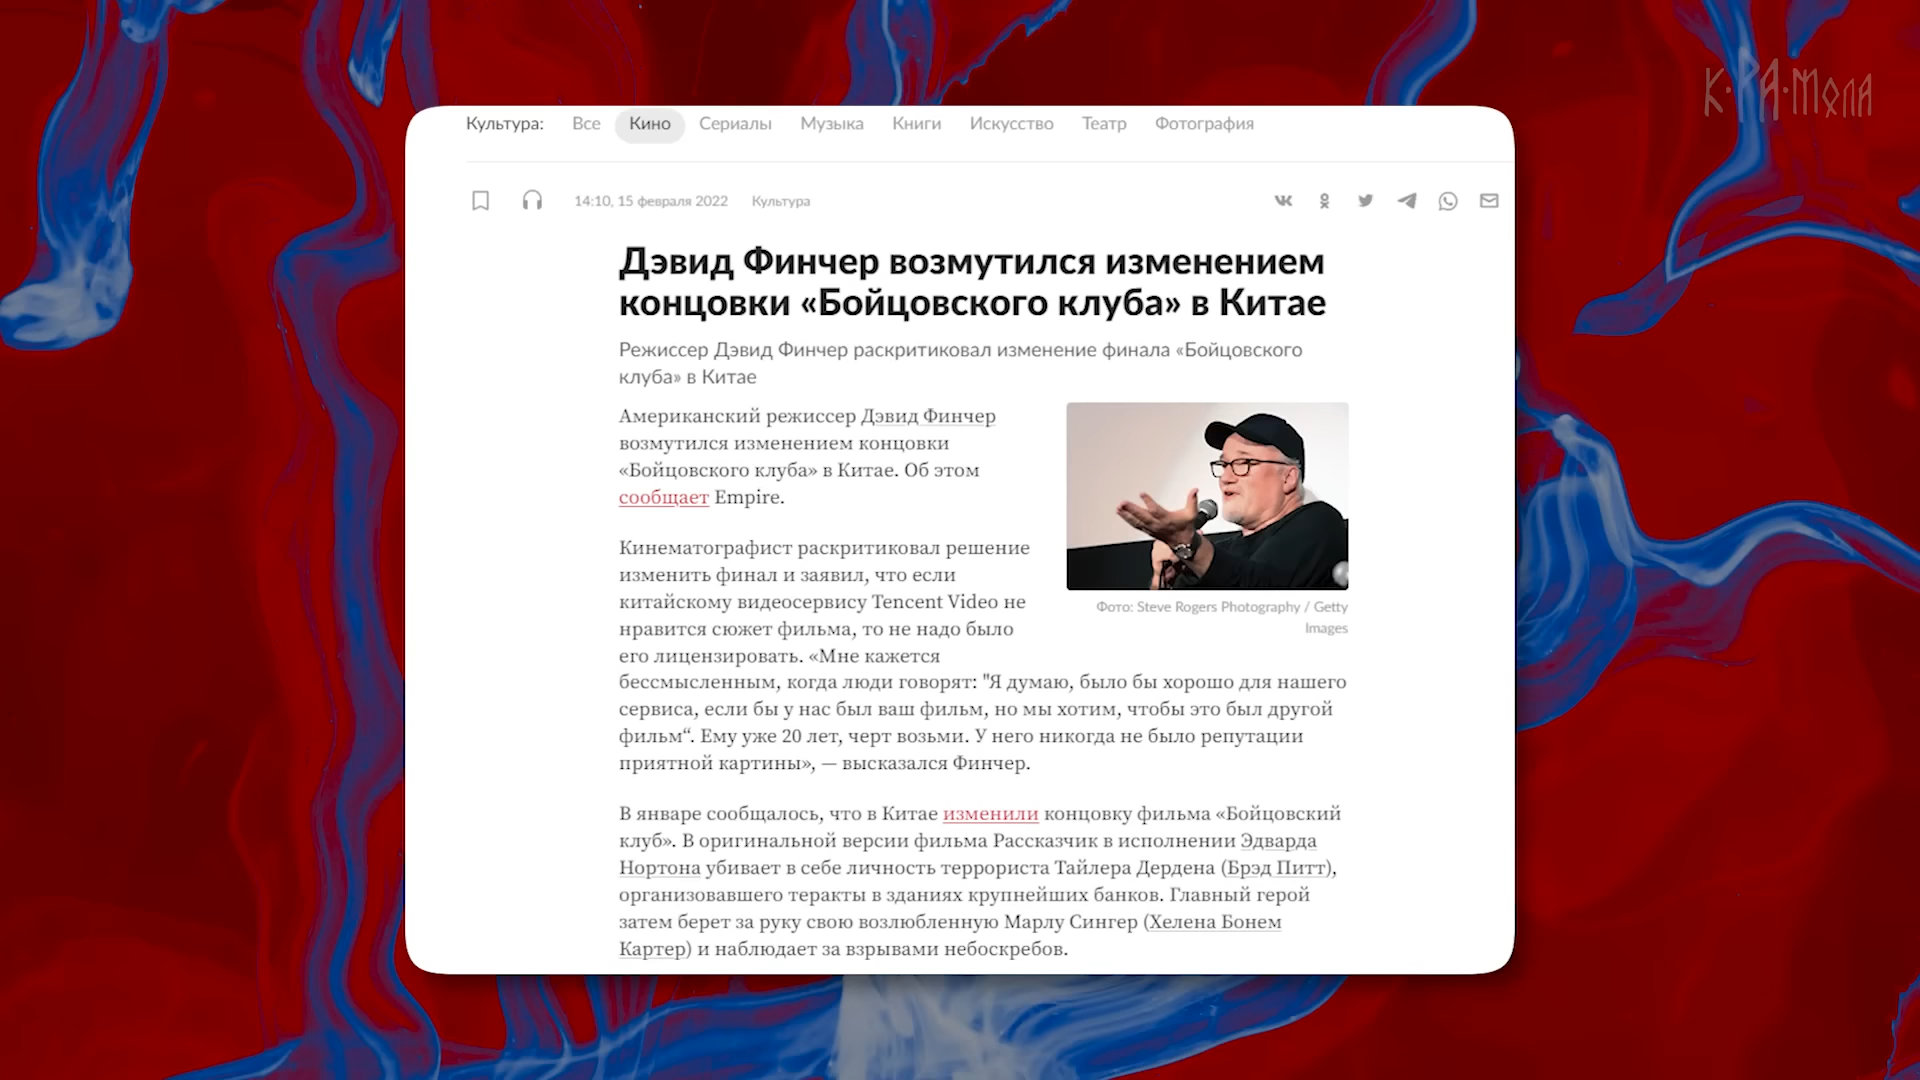 К·РА·МОЛА
Культура: Все Кино Сериалы Музыка Книги Искусство Театр Фотография
14:10, 15 февраля 2022 Культура
Дэвид Финчер возмутился изменением
концовки «Бойцовского клуба» в Китае
Режиссер Дэвид Финчер раскритиковал изменение финала «Бойцовского
клуба» в Китае
Американский режиссер Дэвид Финчер
возмутился изменением концовки
«Бойцовского клуба» в Китае. Об этом
сообщает Empire.
Кинематографист раскритиковал решение
изменить финал и заявил, что если
китайскому видеосервису Tencent Video не
нравится сюжет фильма, то не надо было
его лицензировать. «Мне кажется
бессмысленным, когда люди говорят: "Я думаю, было бы хорошо для нашего
сервиса, если бы у нас был ваш фильм, но мы хотим, чтобы это был другой
фильм“. Ему уже 20 лет, черт возьми. У него никогда не было репутации
приятной картины», — высказался Финчер.
Фото: Steve Rogers Photography / Getty
Images
В январе сообщалось, что в Китае изменили концовку фильма «Бойцовский
клуб». В оригинальной версии фильма Рассказчик в исполнении Эдварда
Нортона убивает в себе личность террориста Тайлера Дердена (Брэд Питт),
организовавшего теракты в зданиях крупнейших банков. Главный герой
затем берет за руку свою возлюбленную Марлу Сингер (Хелена Бонем
Картер) и наблюдает за взрывами небоскребов.